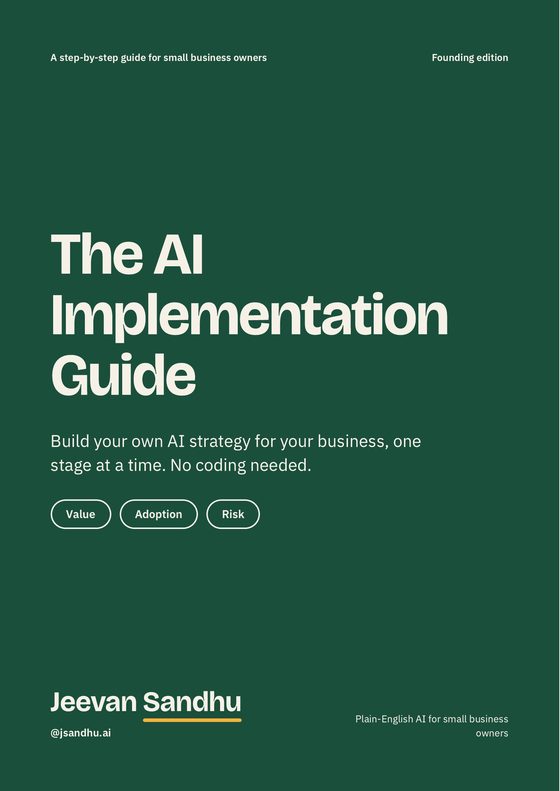 A step-by-step guide for small business owners
Founding edition
The AI
Implementation
Guide
Build your own AI strategy for your business, one
stage at a time. No coding needed.
Value
Adoption
Risk
Jeevan Sandhu
@jsandhu.ai
Plain-English AI for small business
owners